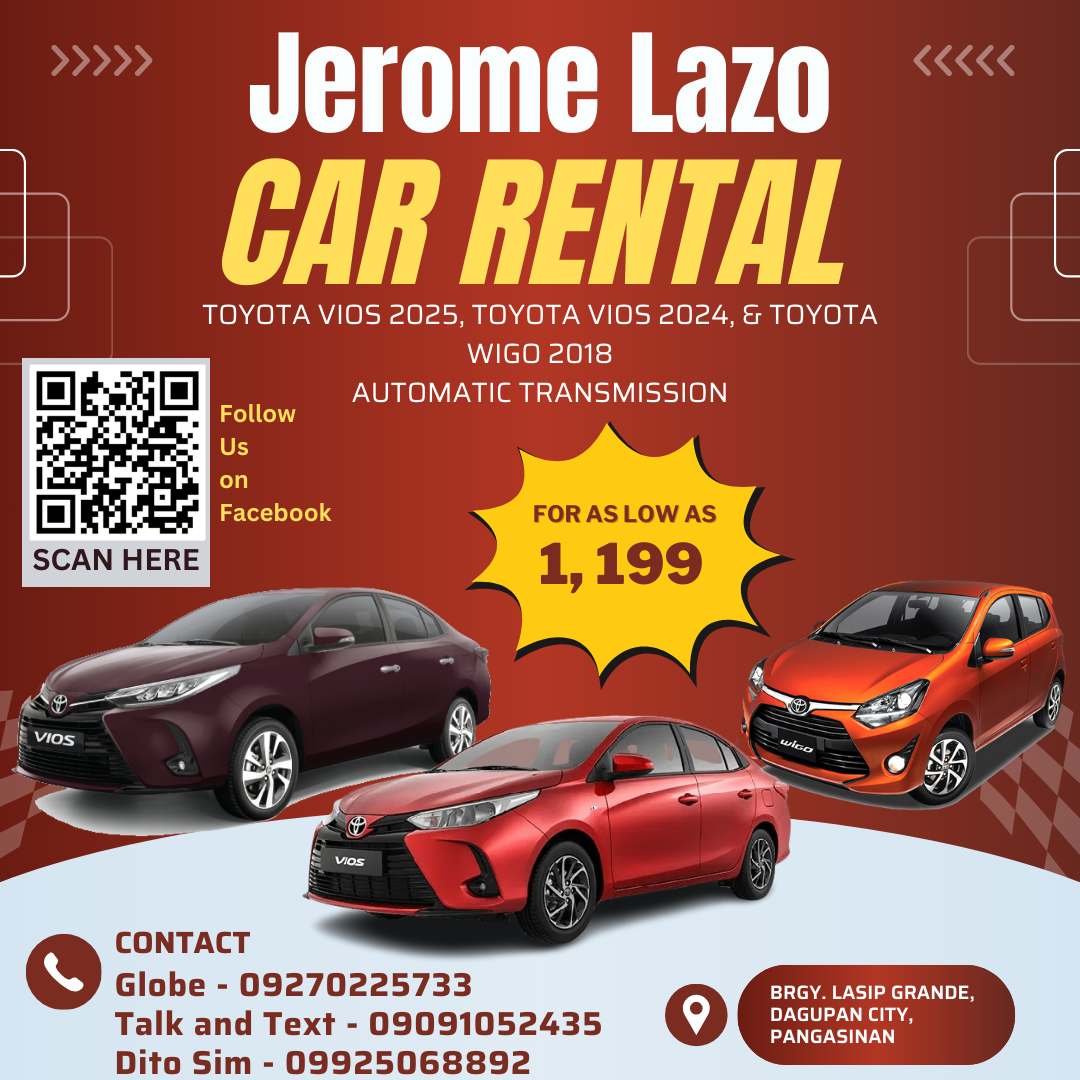 Jerome Lazo
CAR RENTAL
TOYOTA VIOS 2025, TOYOTA VIOS 2024, & TOYOTA
WIGO 2018
AUTOMATIC TRANSMISSION
Follow
Us
on
Facebook
SCAN HERE
FOR AS LOW AS
1, 199
VIOS
WIGO
VIOS
CONTACT
Globe - 09270225733
Talk and Text - 09091052435
Dito Sim - 09925068892
BRGY. LASIP GRANDE,
DAGUPAN CITY,
PANGASINAN